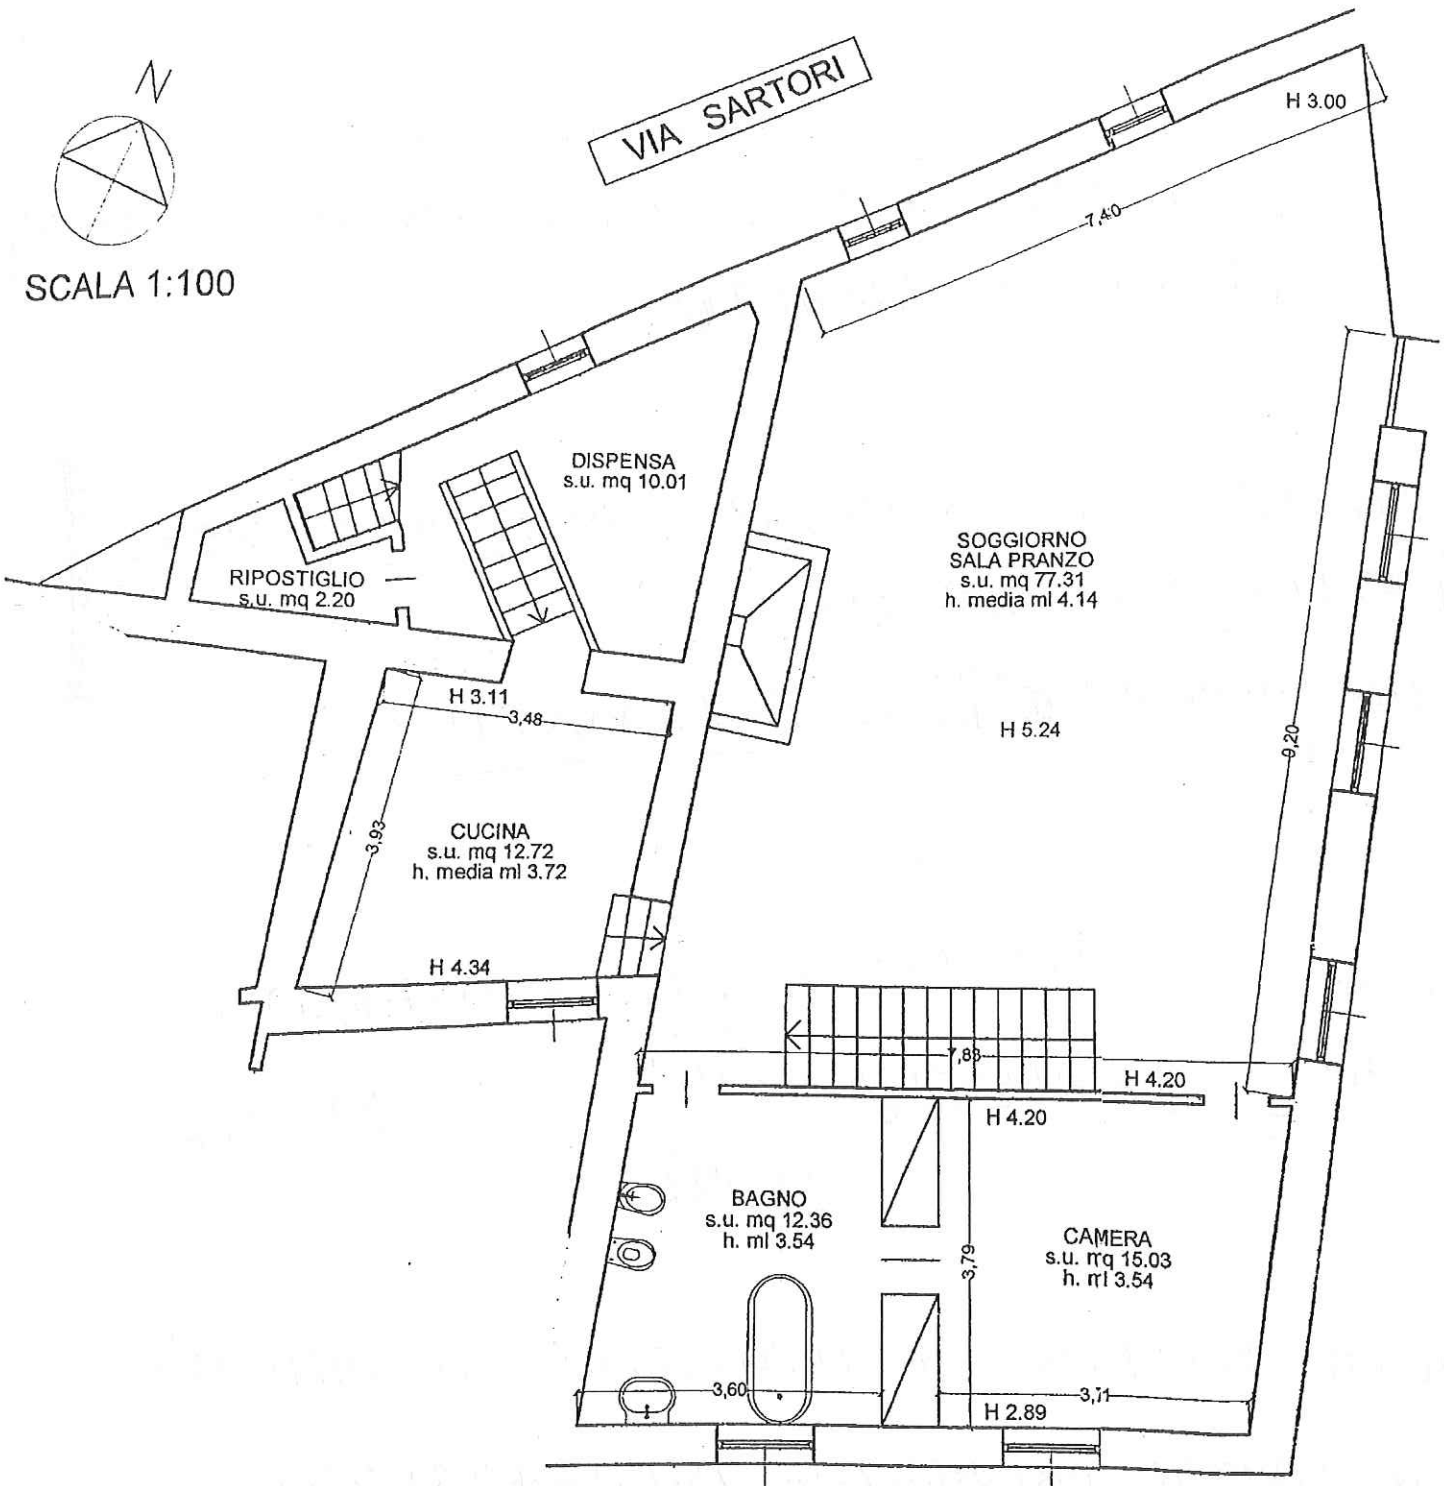 N
VIA SARTORI
H 3.00
7,40
SCALA 1:100
DISPENSA
s.u. mq 10.01
SOGGIORNO
SALA PRANZO
s.u. mq 77.31
h. media ml 4.14
RIPOSTIGLIO
s.u. mq 2.20
H 3.11
3,48
H 5.24
9,20
3,93
CUCINA
s.u. mq 12.72
h. media ml 3.72
H 4.34
7,88
H 4.20
H 4.20
BAGNO
s.u. mq 12.36
h. ml 3.54
3,79
CAMERA
s.u. mq 15.03
h. ml 3.54
3,60
3,71
H 2.89